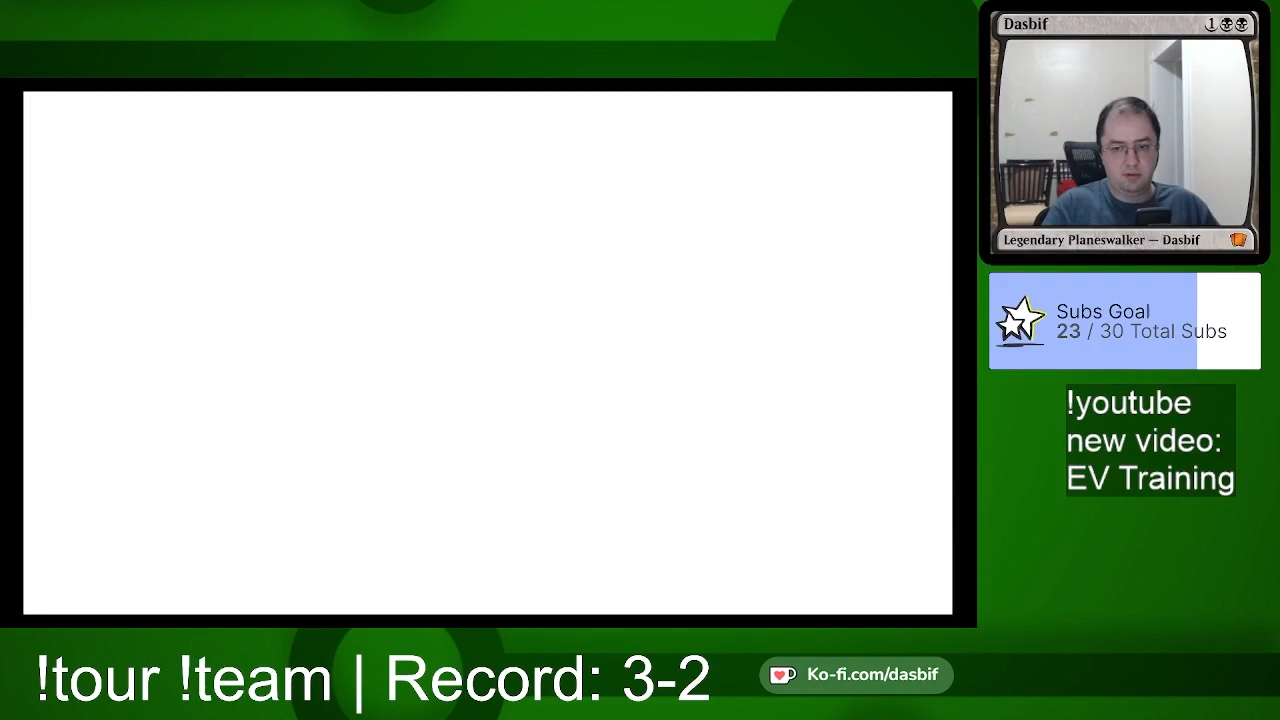 Dasbif
1
Legendary Planeswalker — Dasbif
Subs Goal
23 / 30 Total Subs
!youtube
new video:
EV Training
!tour !team | Record: 3-2
Ko-fi.com/dasbif